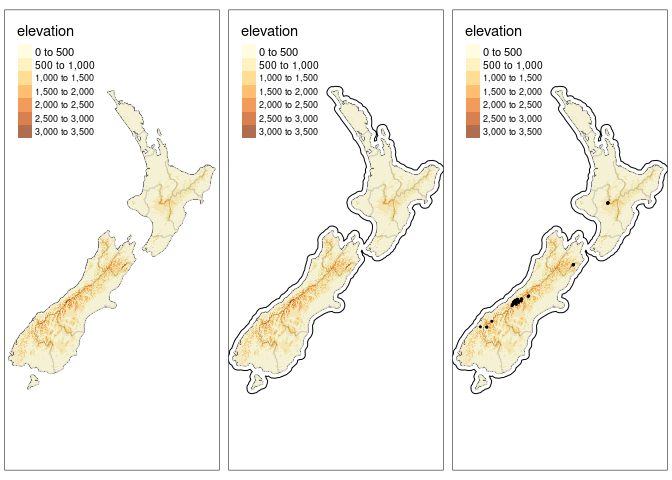 elevation
0 to 500
500 to 1,000
1,000 to 1,500
1,500 to 2,000
2,000 to 2,500
2,500 to 3,000
3,000 to 3,500
elevation
0 to 500
500 to 1,000
1,000 to 1,500
1,500 to 2,000
2,000 to 2,500
2,500 to 3,000
3,000 to 3,500
elevation
0 to 500
500 to 1,000
1,000 to 1,500
1,500 to 2,000
2,000 to 2,500
2,500 to 3,000
3,000 to 3,500